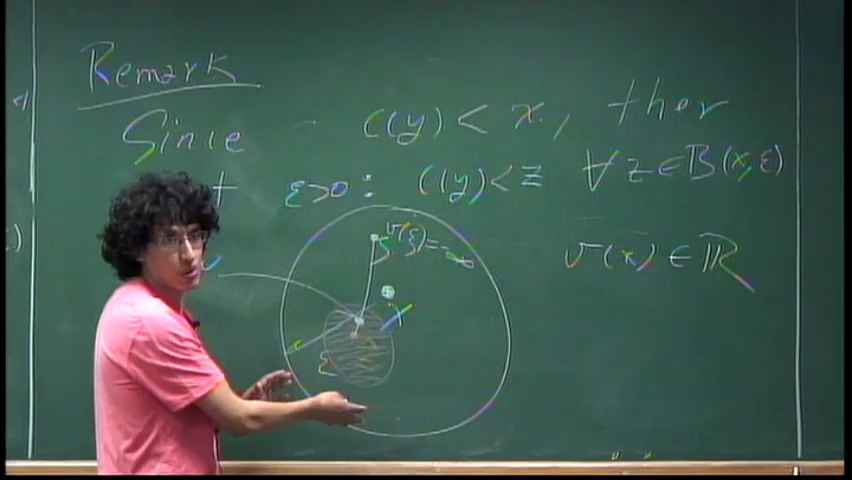 Remark
Since c(y) < x, then
ε>0: c(y) < z ∀ z ∈ B(x,ε)
v(ξ) = -∞
v(x) ∈ ℝ
r
x
ε